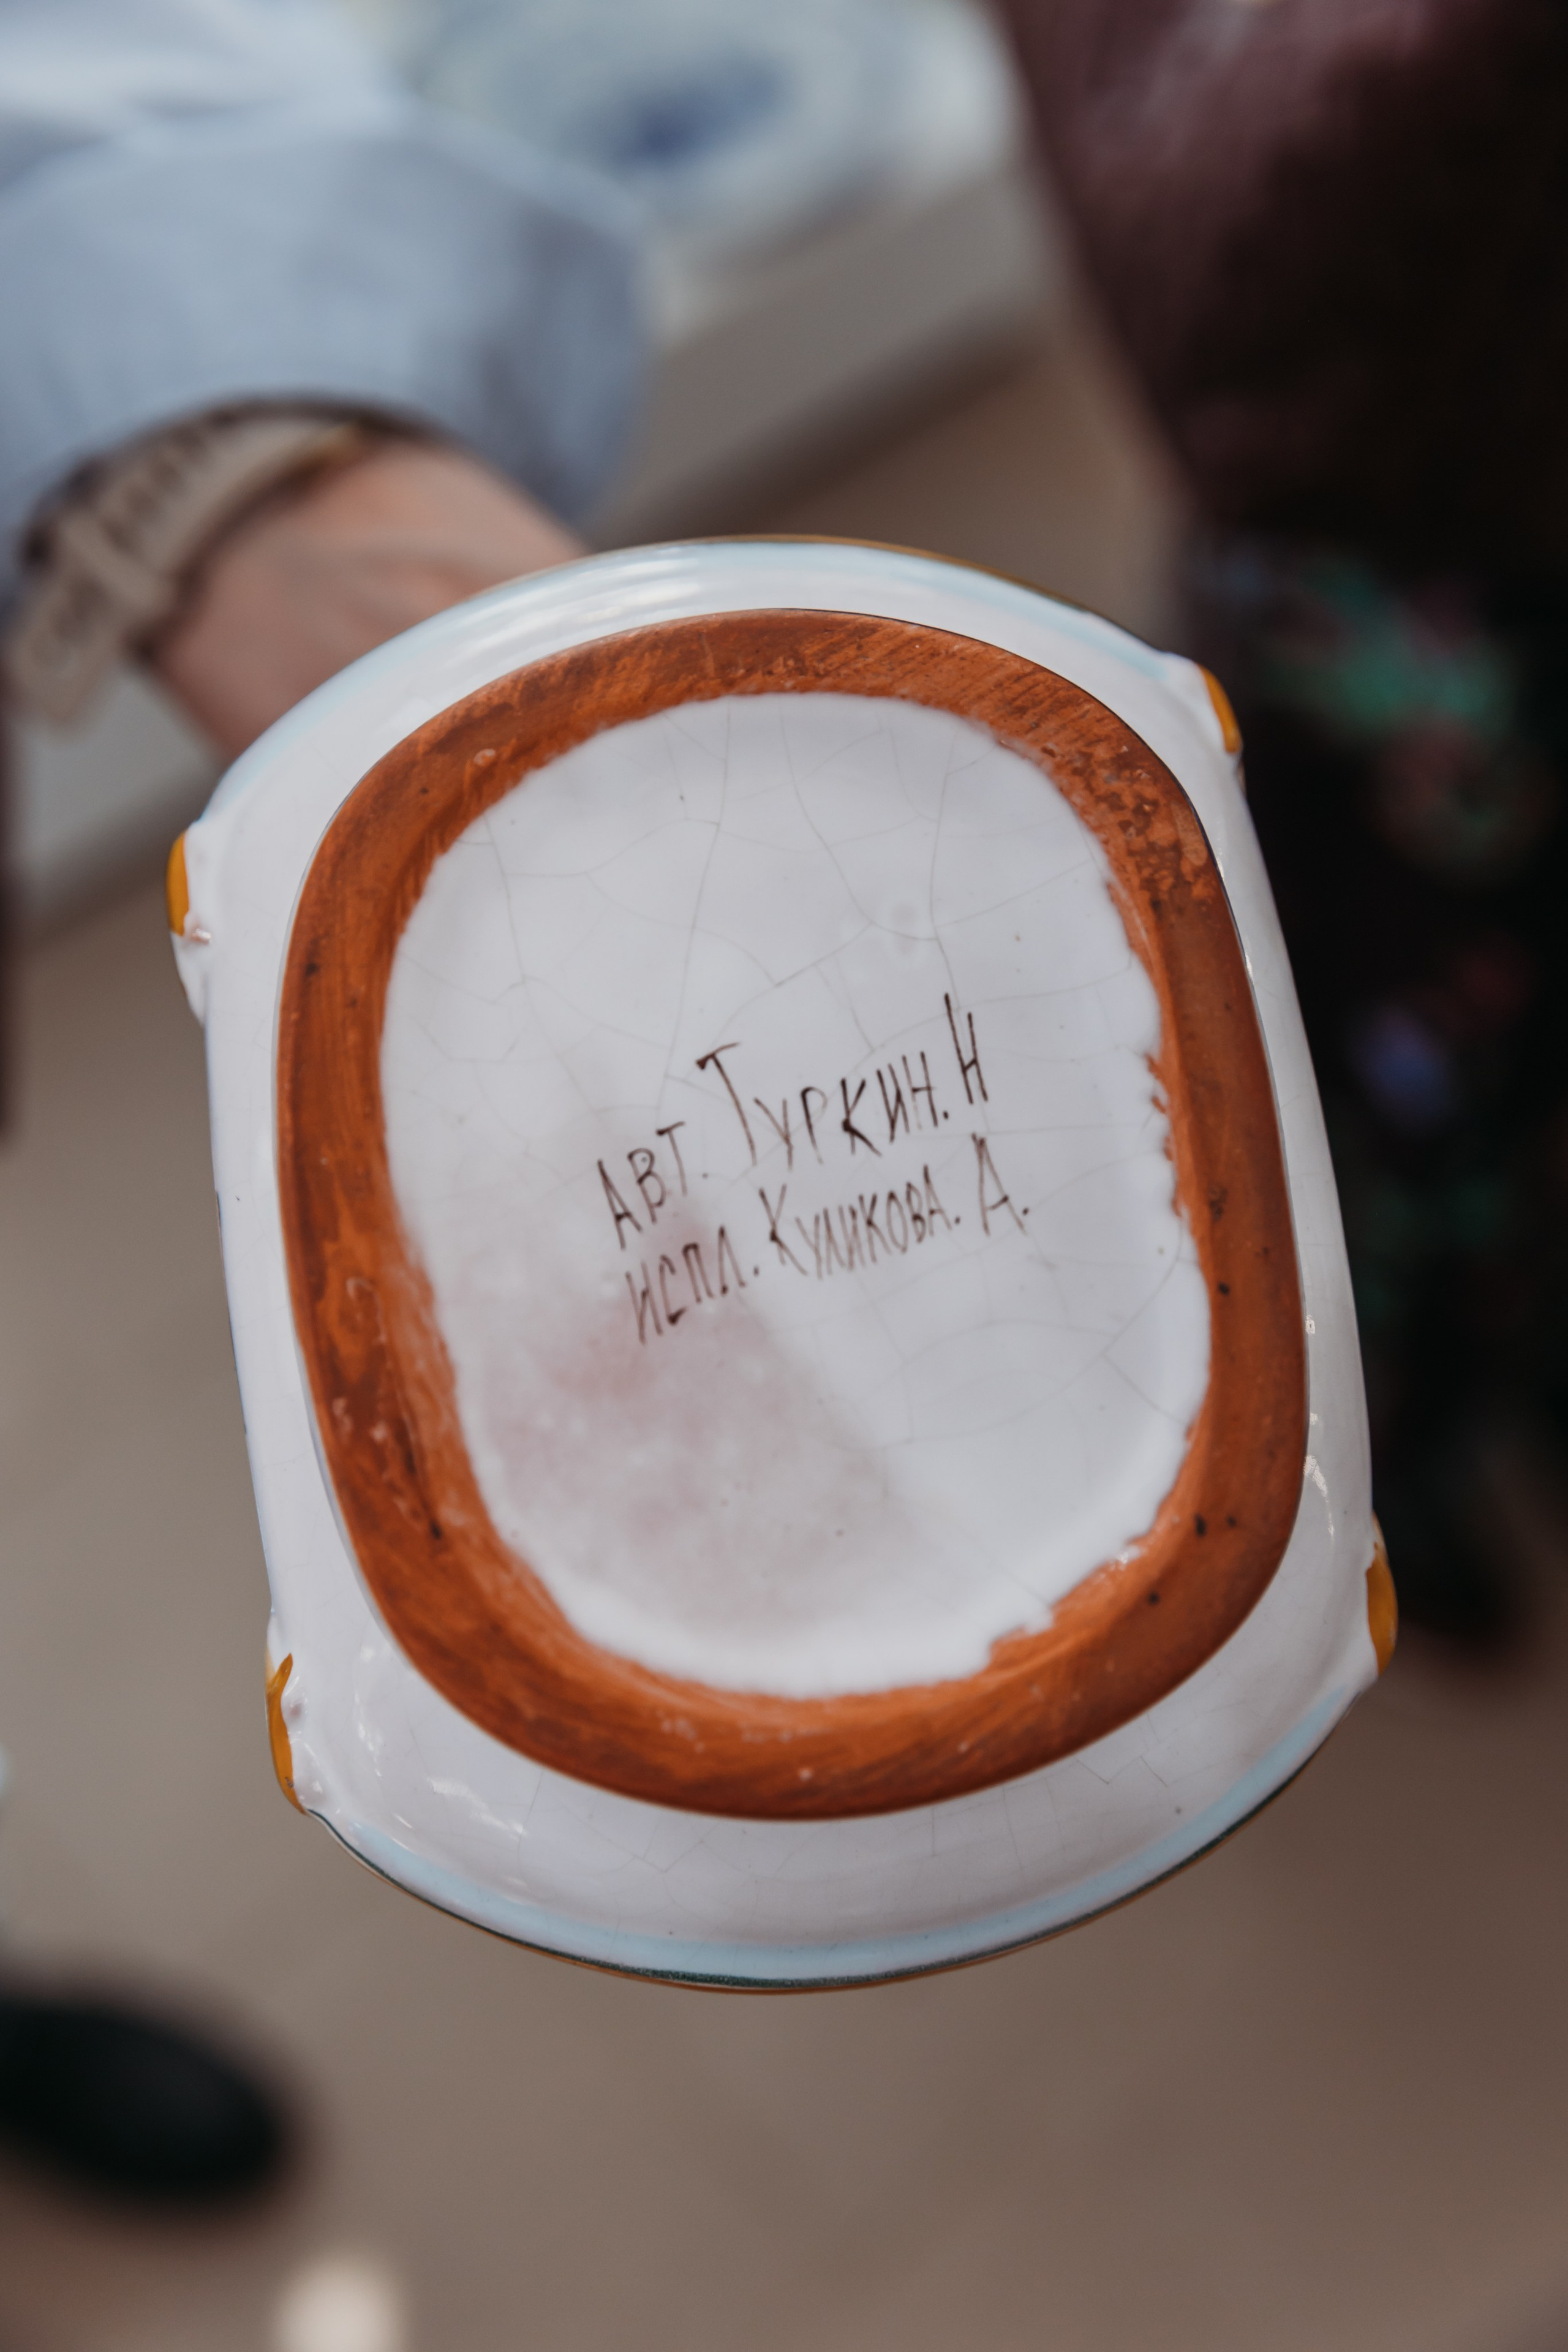 Авт. Туркин. Н
испл. Куликова. Д.